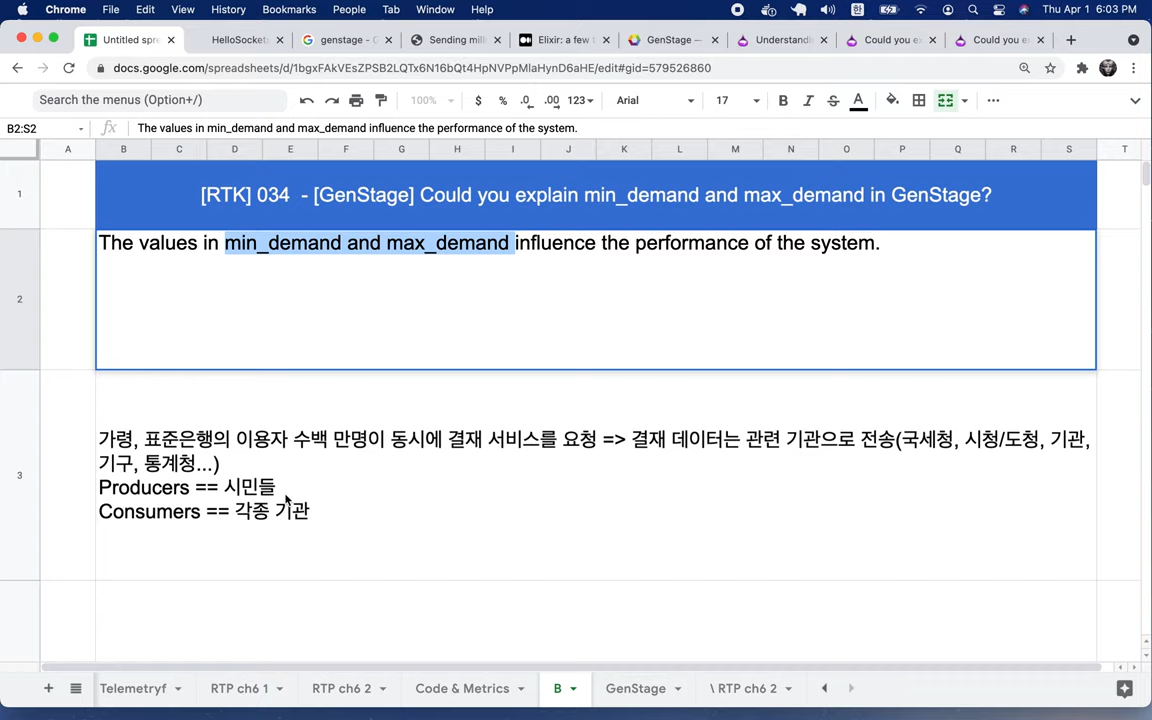 Chrome File Edit View History Bookmarks People Tab Window Help 한 Thu Apr 1 6:03 PM
Untitled spre HelloSocket genstage - G Sending mill Elixir: a few t GenStage — Understandi Could you ex Could you ex
docs.google.com/spreadsheets/d/1bgxFAkVEsZPSB2LQTx6N16bQt4HpNVPpMlaHynD6aHE/edit#gid=579526860
Search the menus (Option+/) 100% $ % .0 .00 123 Arial 17 B I S A
B2:S2 fx The values in min_demand and max_demand influence the performance of the system.
A B C D E F G H I J K L M N O P Q R S T
1 [RTK] 034 - [GenStage] Could you explain min_demand and max_demand in GenStage?
The values in min_demand and max_demand influence the performance of the system.
2
가령, 표준은행의 이용자 수백 만명이 동시에 결재 서비스를 요청 => 결재 데이터는 관련 기관으로 전송(국세청, 시청/도청, 기관,
기구, 통계청...)
3
Producers == 시민들
Consumers == 각종 기관
Telemetryf RTP ch6 1 RTP ch6 2 Code & Metrics B GenStage \ RTP ch6 2